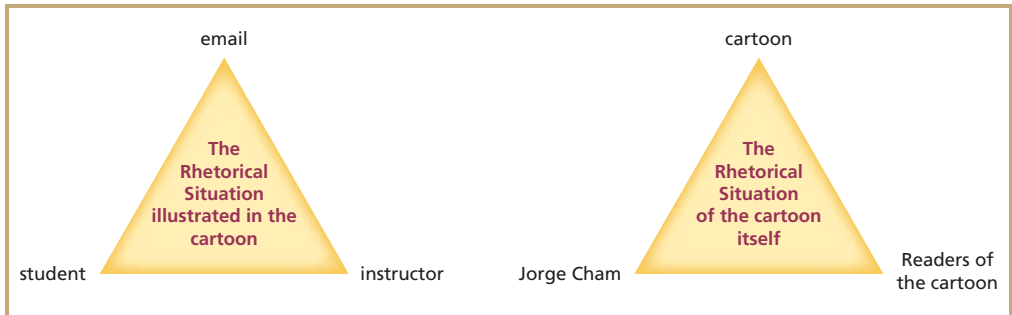 email
The
Rhetorical
Situation
illustrated in the
cartoon
student
instructor
cartoon
The
Rhetorical
Situation
of the cartoon
itself
Jorge Cham
Readers of
the cartoon